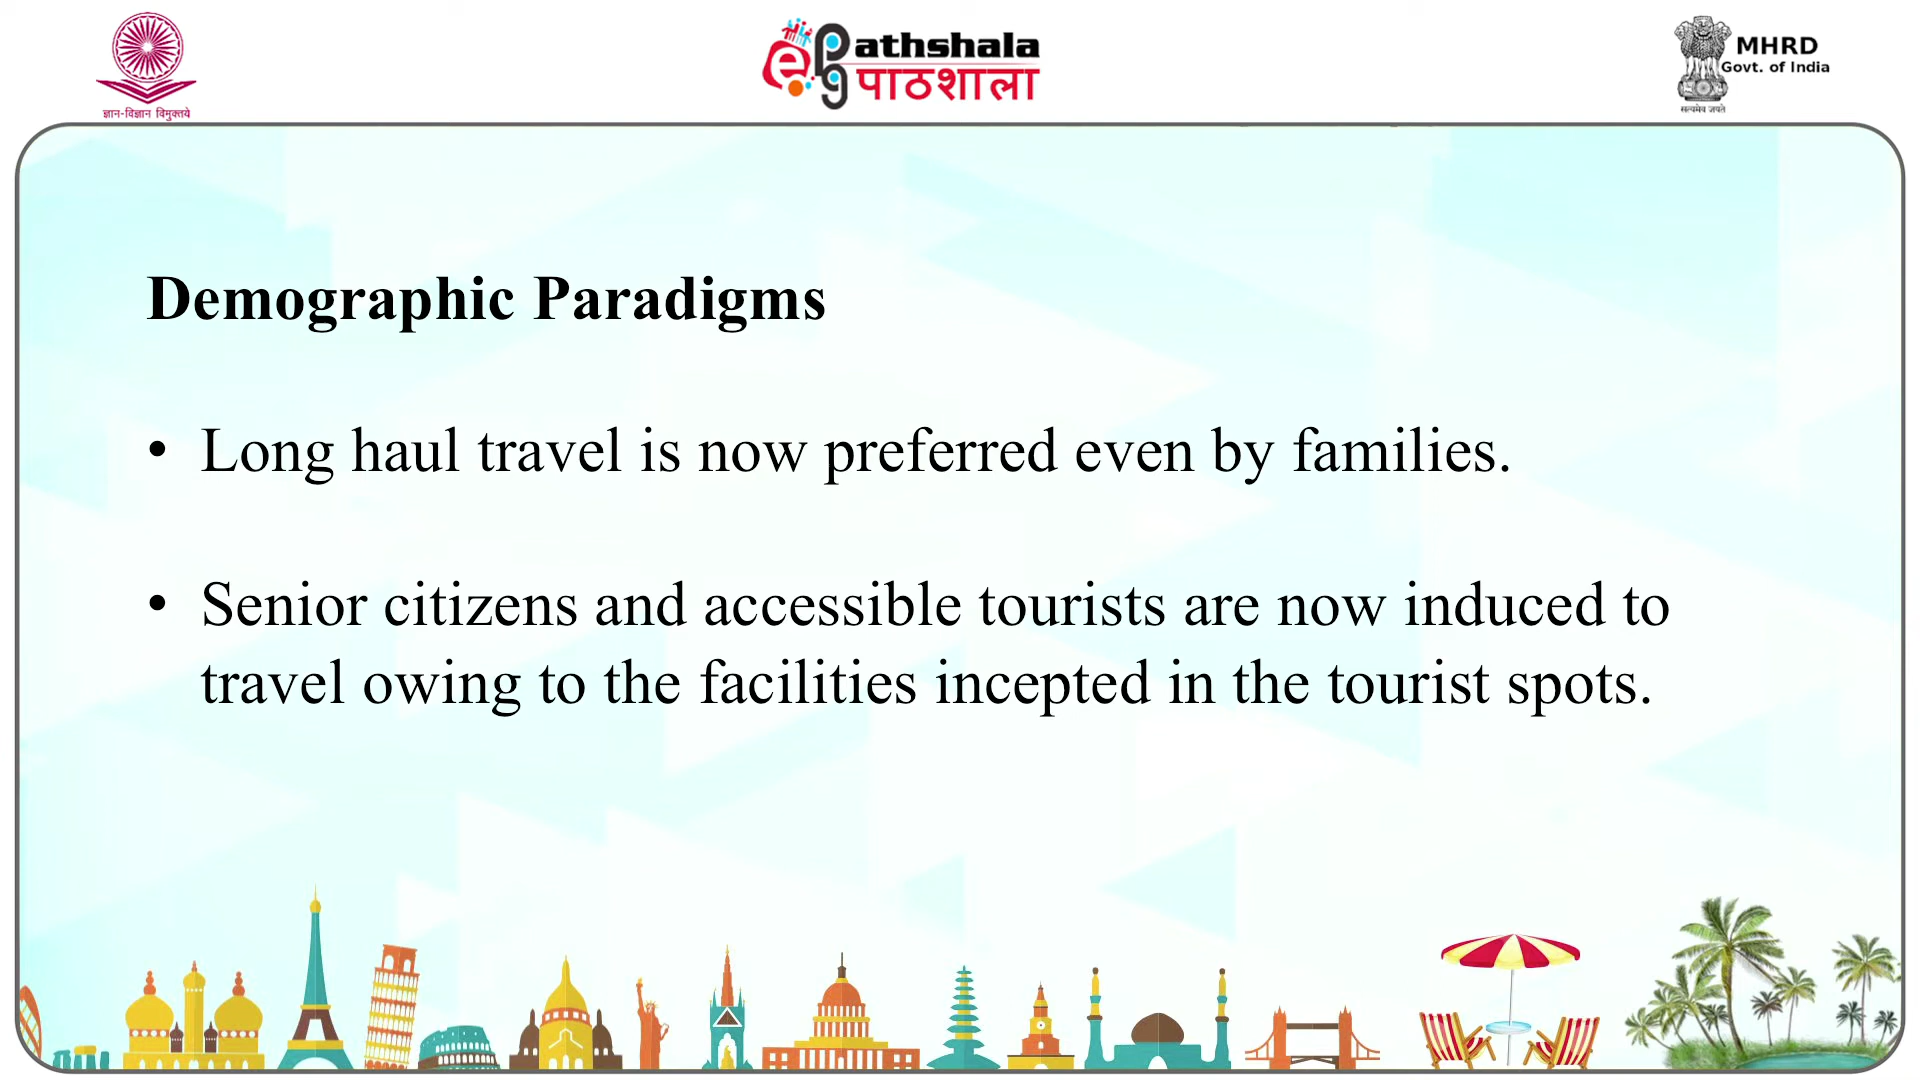 ज्ञान-विज्ञान विमुक्तये
ePathshala
पाठशाला
MHRD
Govt. of India
सत्यमेव जयते
Demographic Paradigms
• Long haul travel is now preferred even by families.
• Senior citizens and accessible tourists are now induced to
travel owing to the facilities incepted in the tourist spots.